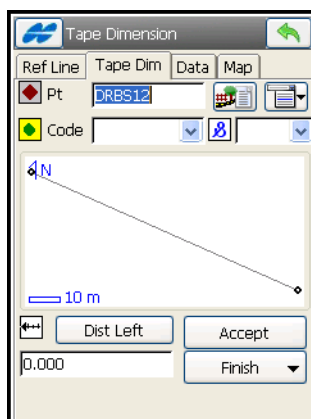 Tape Dimension
Ref Line Tape Dim Data Map
Pt DRBS12
Code
N
10 m
Dist Left Accept
0.000 Finish